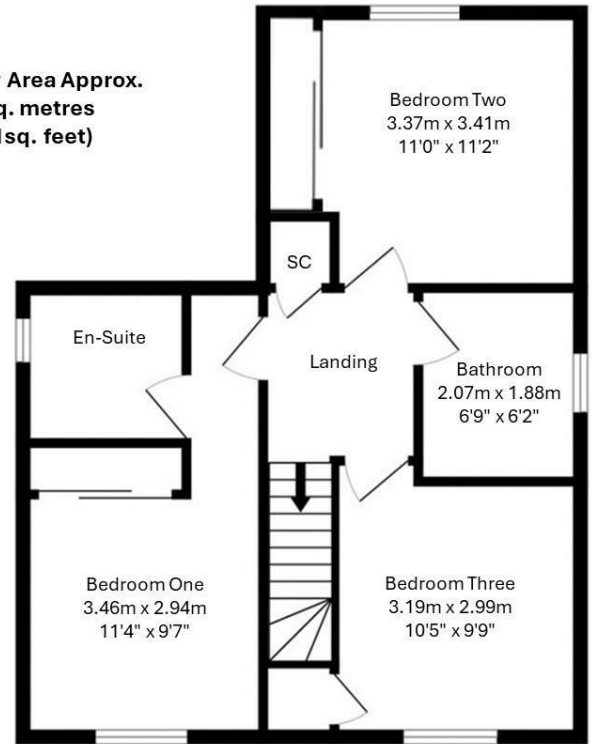 Area Approx.
q. metres
sq. feet)
Bedroom Two
3.37m x 3.41m
11'0" x 11'2"
SC
En-Suite
Landing
Bathroom
2.07m x 1.88m
6'9" x 6'2"
Bedroom One
3.46m x 2.94m
11'4" x 9'7"
Bedroom Three
3.19m x 2.99m
10'5" x 9'9"